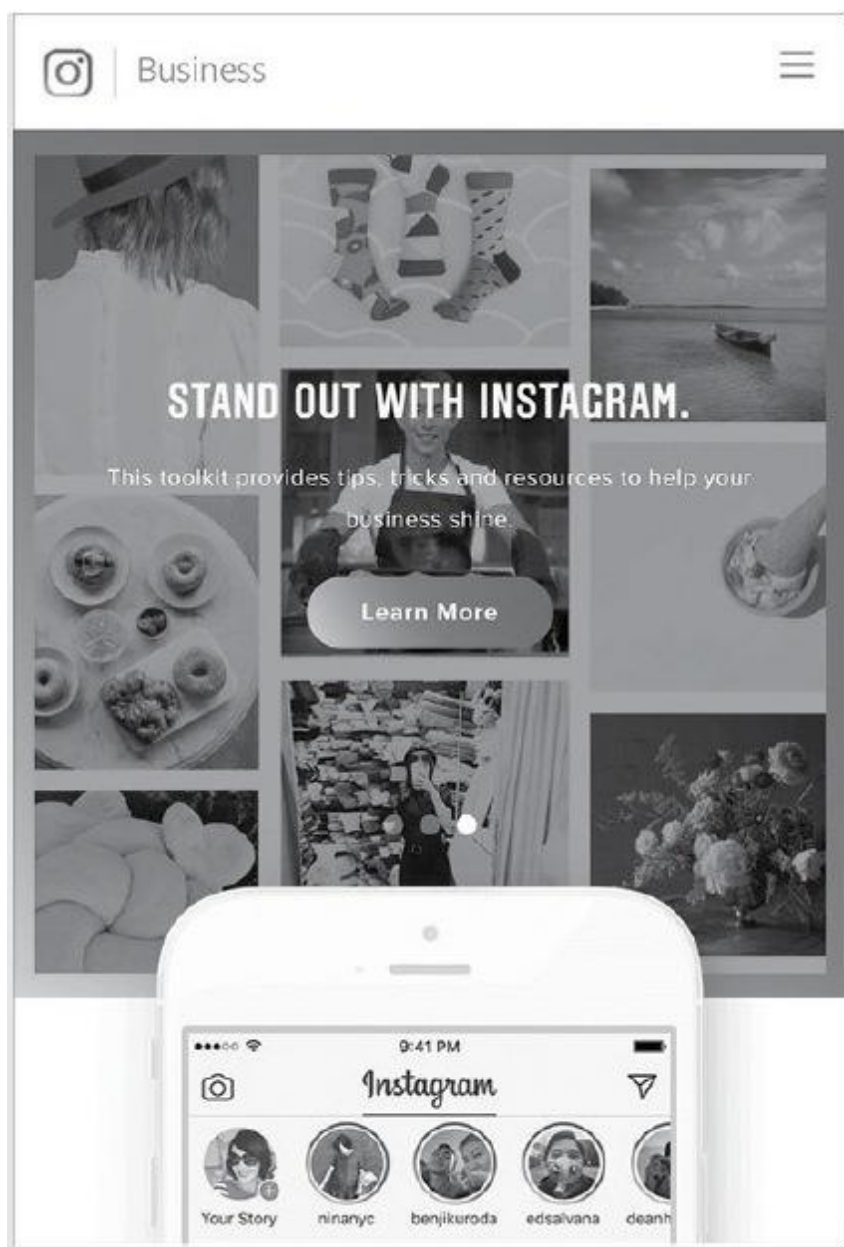 Business
STAND OUT WITH INSTAGRAM.
This toolkit provides tips, tricks and resources to help your
business shine.
Learn More
9:41 PM
Instagram
Your Story ninanyc benjikuroda edsalvana deanh